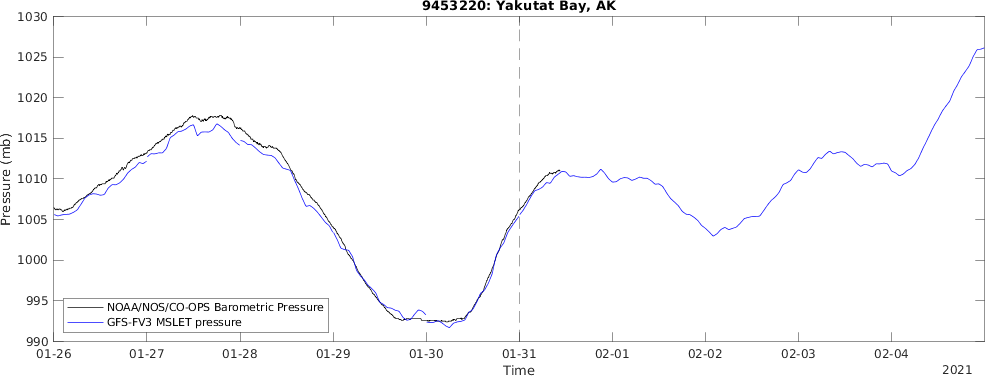 9453220: Yakutat Bay, AK
1030
1025
1020
1015
1010
1005
1000
995
990
Pressure (mb)
NOAA/NOS/CO-OPS Barometric Pressure
GFS-FV3 MSLET pressure
01-26 01-27 01-28 01-29 01-30 01-31 02-01 02-02 02-03 02-04
Time
2021